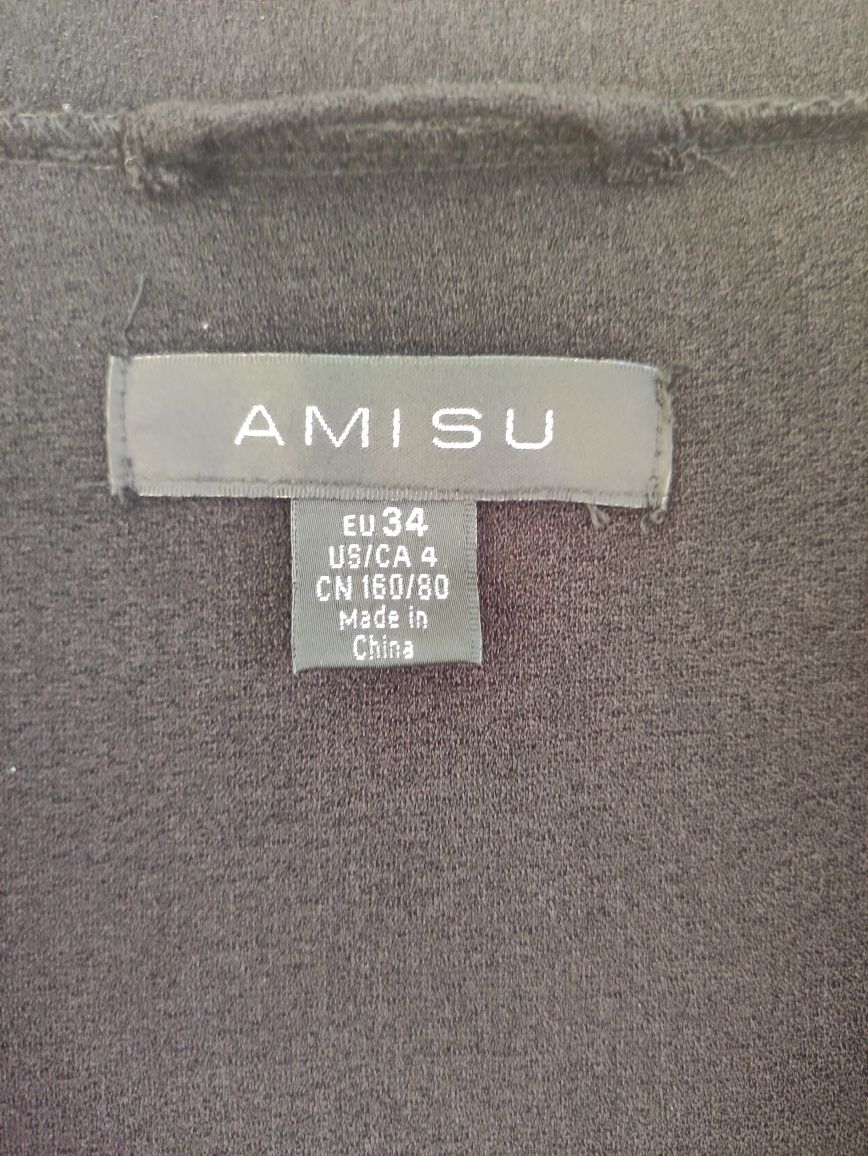 AMISU
EU 34
US/CA 4
CN 160/80
Made in
China